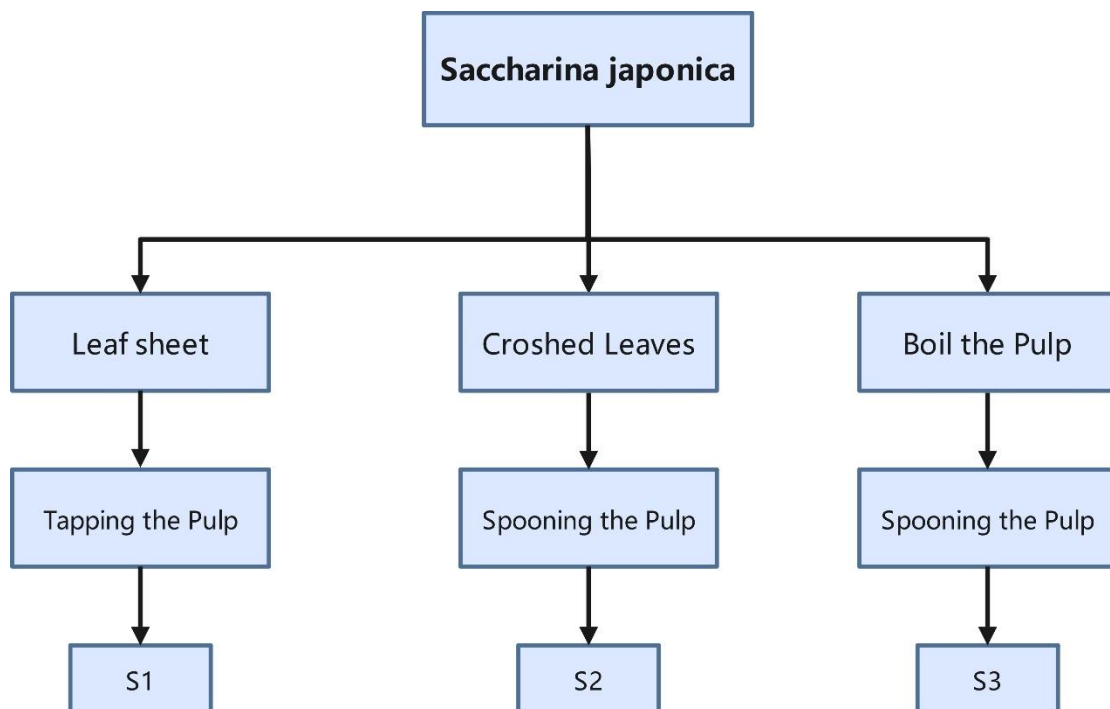 Saccharina japonica
Leaf sheet
Croshed Leaves
Boil the Pulp
Tapping the Pulp
Spooning the Pulp
Spooning the Pulp
S1
S2
S3